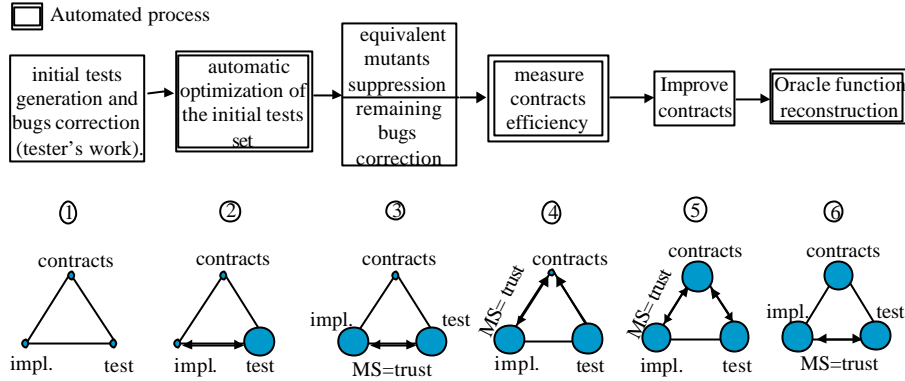 Automated process
initial tests
generation and
bugs correction
(tester's work).
automatic
optimization of
the initial tests
set
equivalent
mutants
suppression
remaining
bugs
correction
measure
contracts
efficiency
Improve
contracts
Oracle function
reconstruction
1
2
3
4
5
6
contracts
impl.
test
contracts
impl.
test
contracts
impl.
test
MS=trust
contracts
MS= trust
impl.
test
contracts
MS= trust
impl.
test
contracts
impl.
test
MS=trust